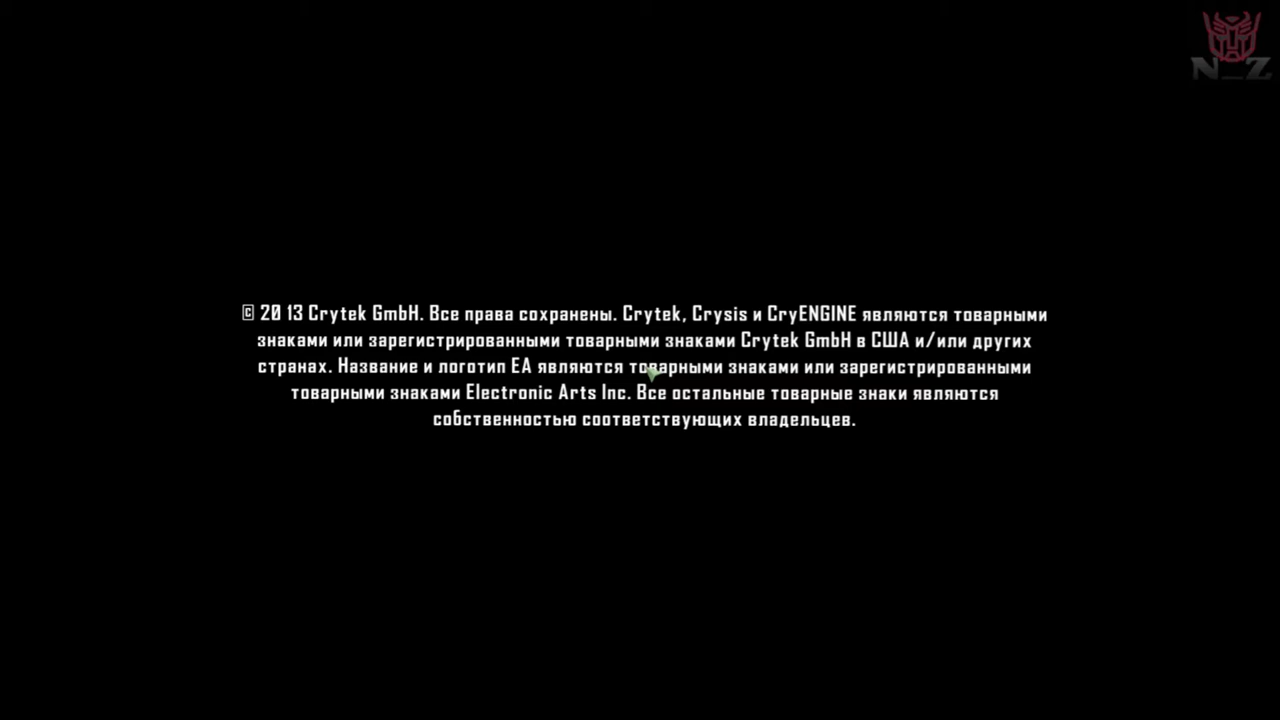 N_Z
© 2013 Crytek GmbH. Все права сохранены. Crytek, Crysis и CryENGINE являются товарными
знаками или зарегистрированными товарными знаками Crytek GmbH в США и/или других
странах. Название и логотип EA являются товарными знаками или зарегистрированными
товарными знаками Electronic Arts Inc. Все остальные товарные знаки являются
собственностью соответствующих владельцев.